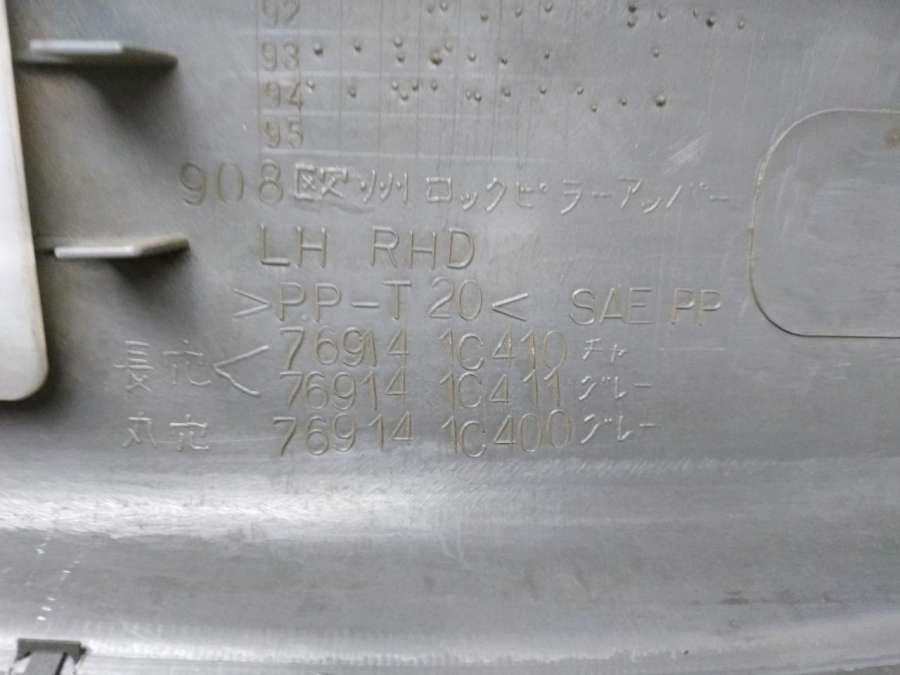 92
93
94
95
908欧州ロックピラーアッパー
LH RHD
>PP-T20< SAE PP
76914 1C410 チャ
長穴<
76914 1C411 グレー
丸穴 76914 1C400 グレー